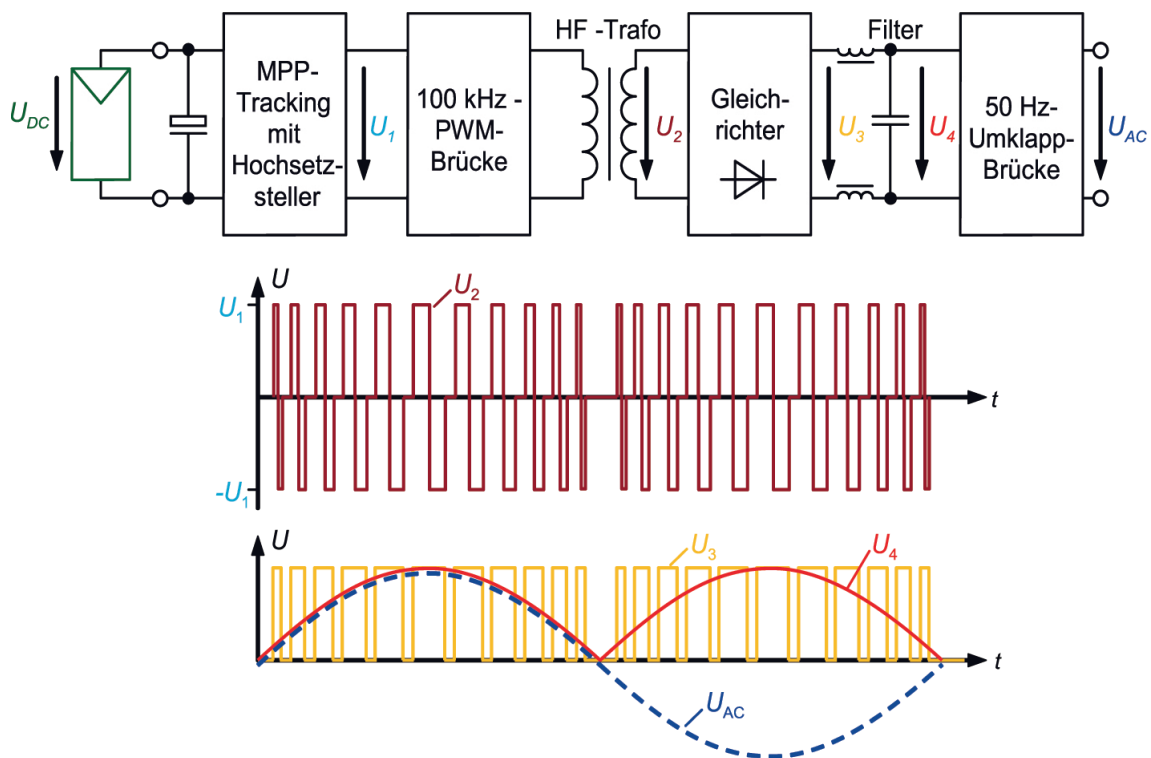 HF -Trafo
Filter
U_DC
MPP-
Tracking
mit
Hochsetz-
steller
U_1
100 kHz -
PWM-
Brücke
U_2
Gleich-
richter
U_3
U_4
50 Hz-
Umklapp-
Brücke
U_AC
U
U_2
U_1
t
-U_1
U
U_3
U_4
t
U_AC